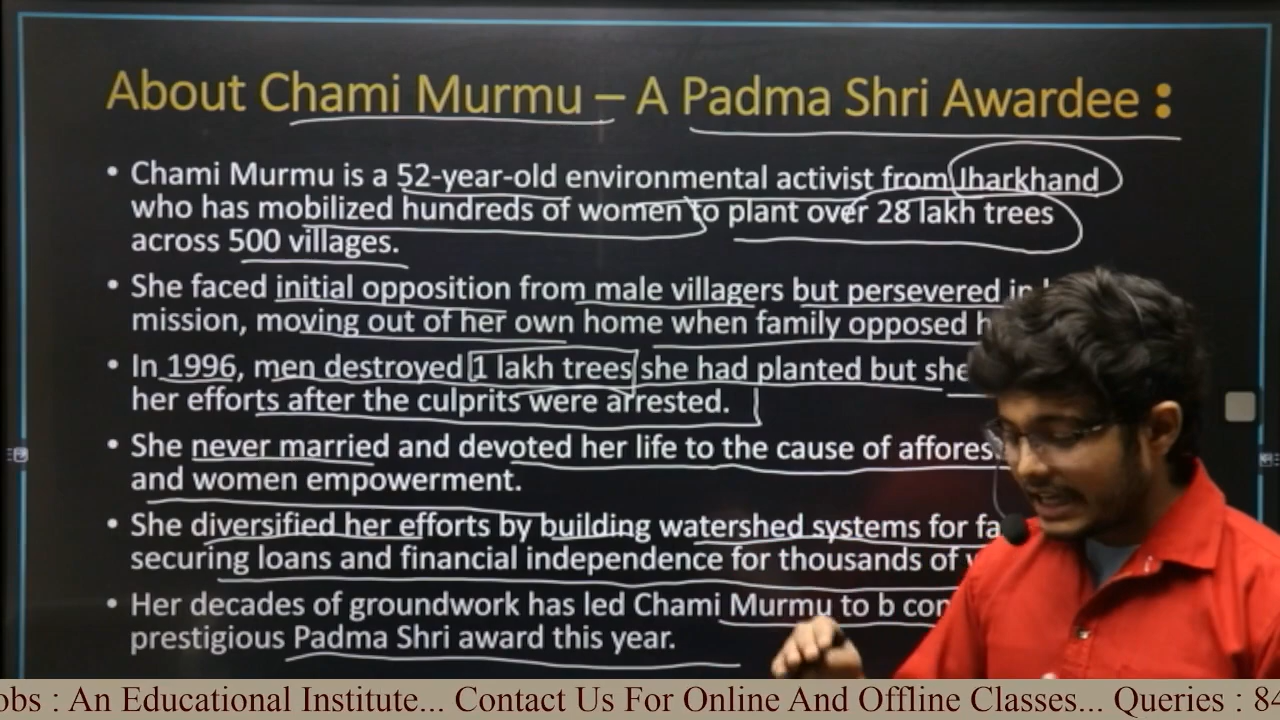 About Chami Murmu – A Padma Shri Awardee :
• Chami Murmu is a 52-year-old environmental activist from Jharkhand
who has mobilized hundreds of women to plant over 28 lakh trees
across 500 villages.
• She faced initial opposition from male villagers but persevered in
mission, moving out of her own home when family opposed
• In 1996, men destroyed 1 lakh trees she had planted but she
her efforts after the culprits were arrested.
• She never married and devoted her life to the cause of
and women empowerment.
• She diversified her efforts by building watershed systems for
securing loans and financial independence for thousands of
• Her decades of groundwork has led Chami Murmu to b
prestigious Padma Shri award this year.
: An Educational Institute... Contact Us For Online And Offline Classes... Queries : 84